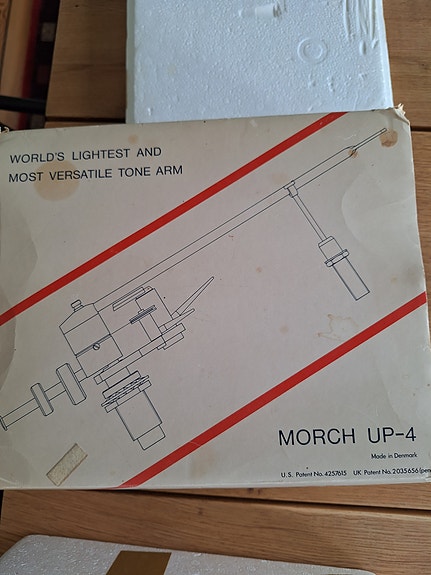 WORLD'S LIGHTEST AND
MOST VERSATILE TONE ARM
MORCH UP-4
Made in Denmark
U.S. Patent No. 4257615 UK Patent No. 2035656 (pen